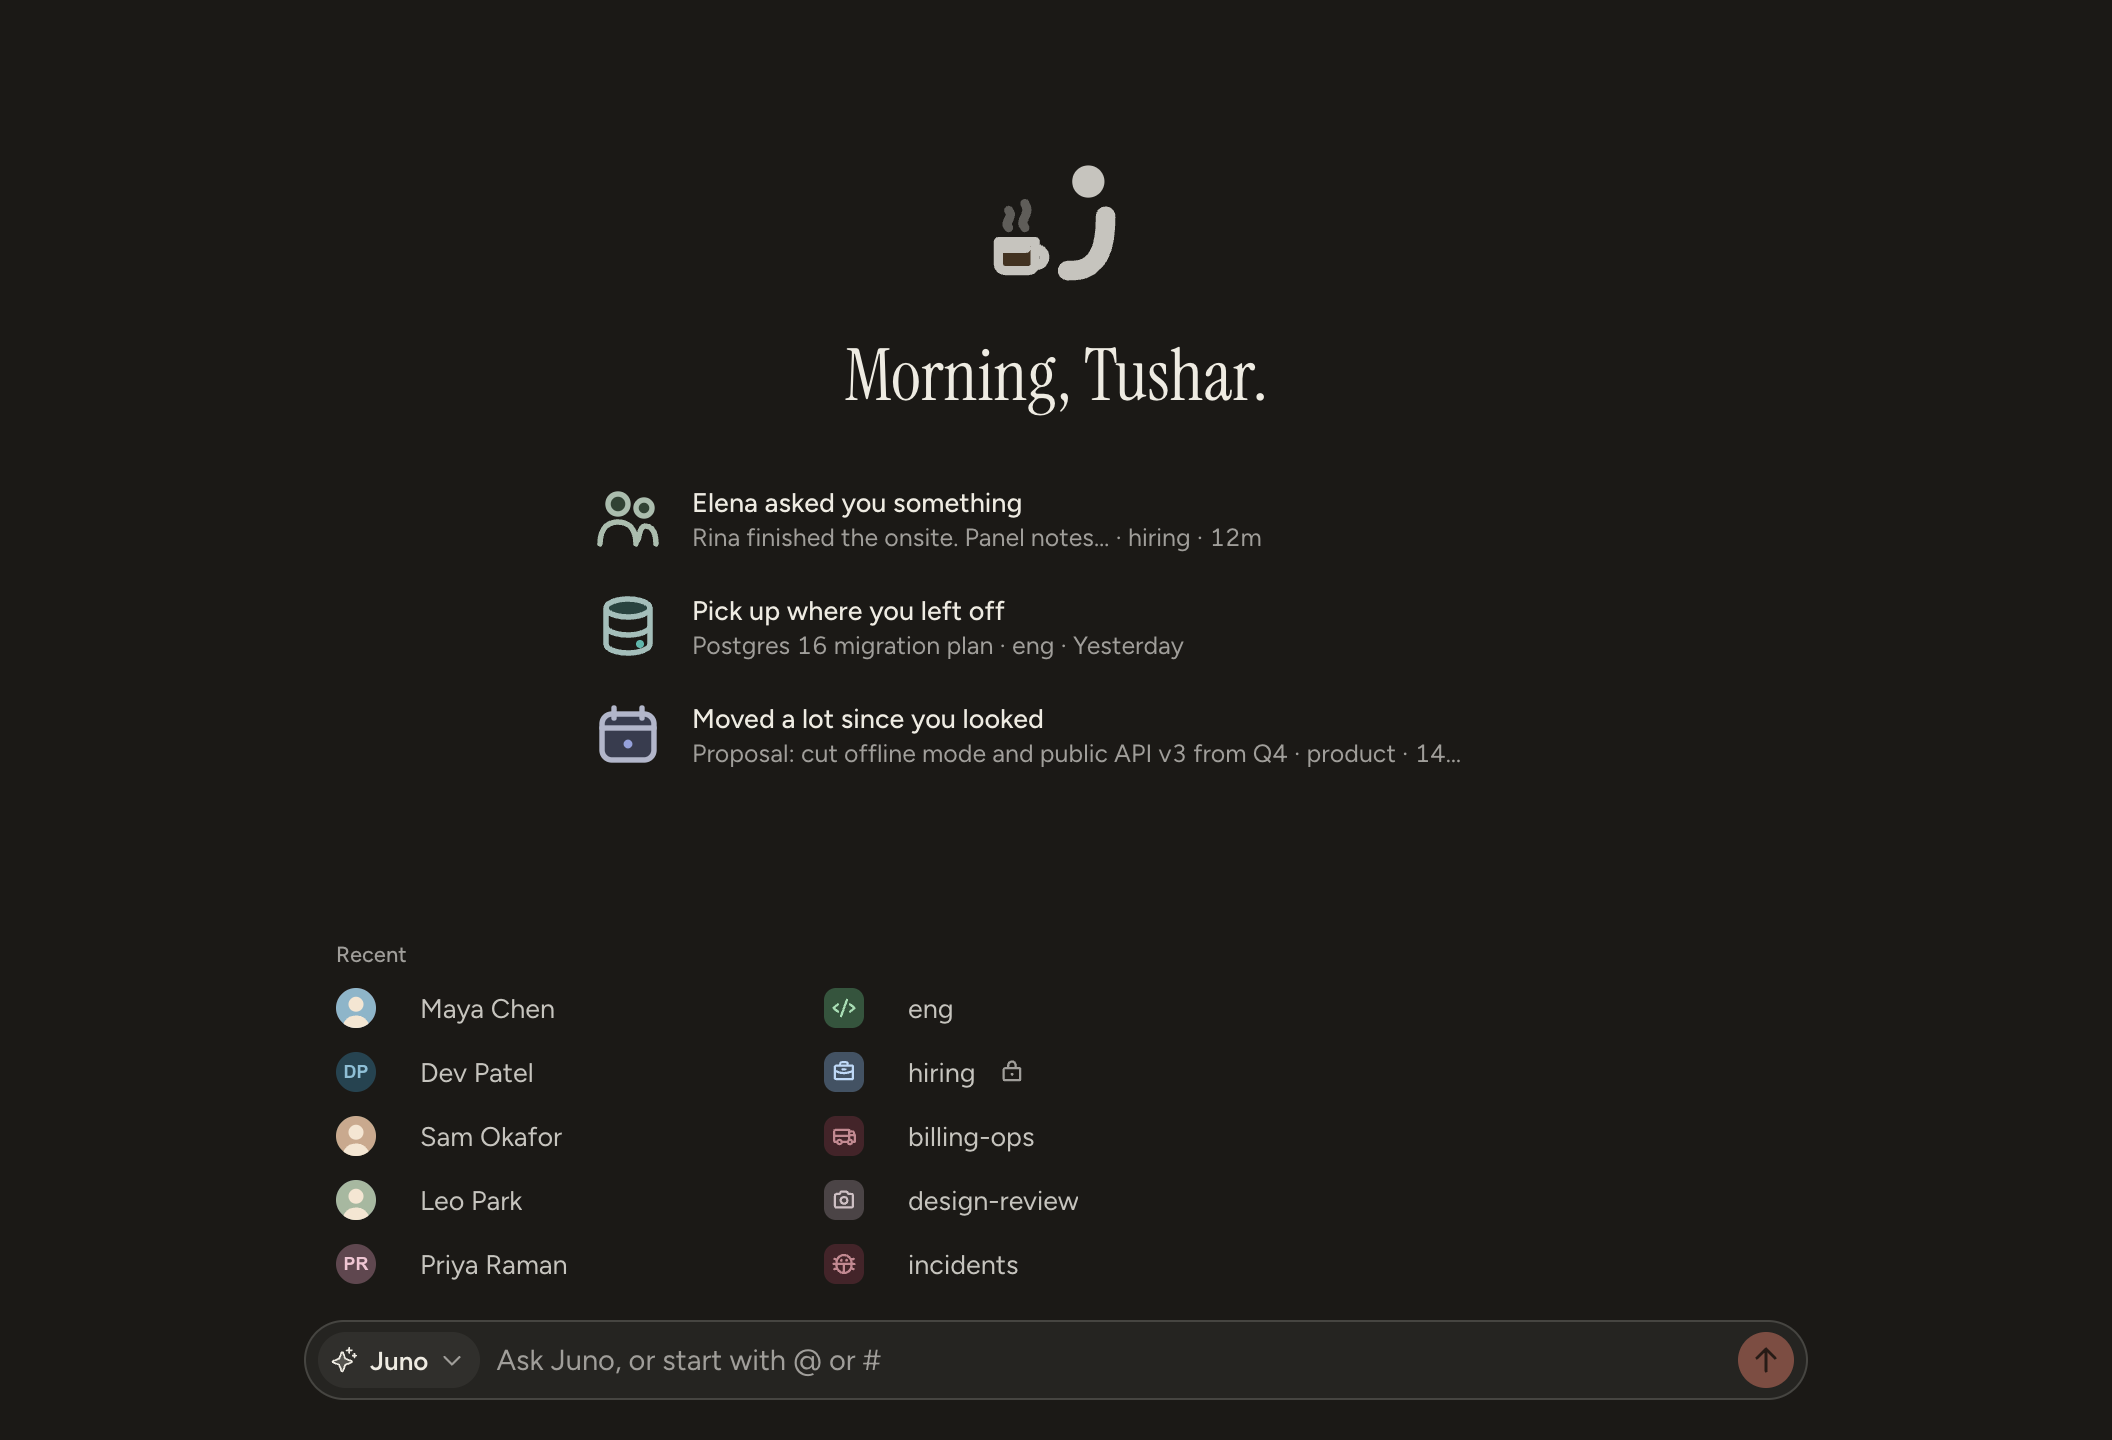 Morning, Tushar.
Elena asked you something
Rina finished the onsite. Panel notes... · hiring · 12m
Pick up where you left off
Postgres 16 migration plan · eng · Yesterday
Moved a lot since you looked
Proposal: cut offline mode and public API v3 from Q4 · product · 14...
Recent
Maya Chen
eng
DP Dev Patel
hiring
Sam Okafor
billing-ops
Leo Park
design-review
PR Priya Raman
incidents
Juno Ask Juno, or start with @ or #